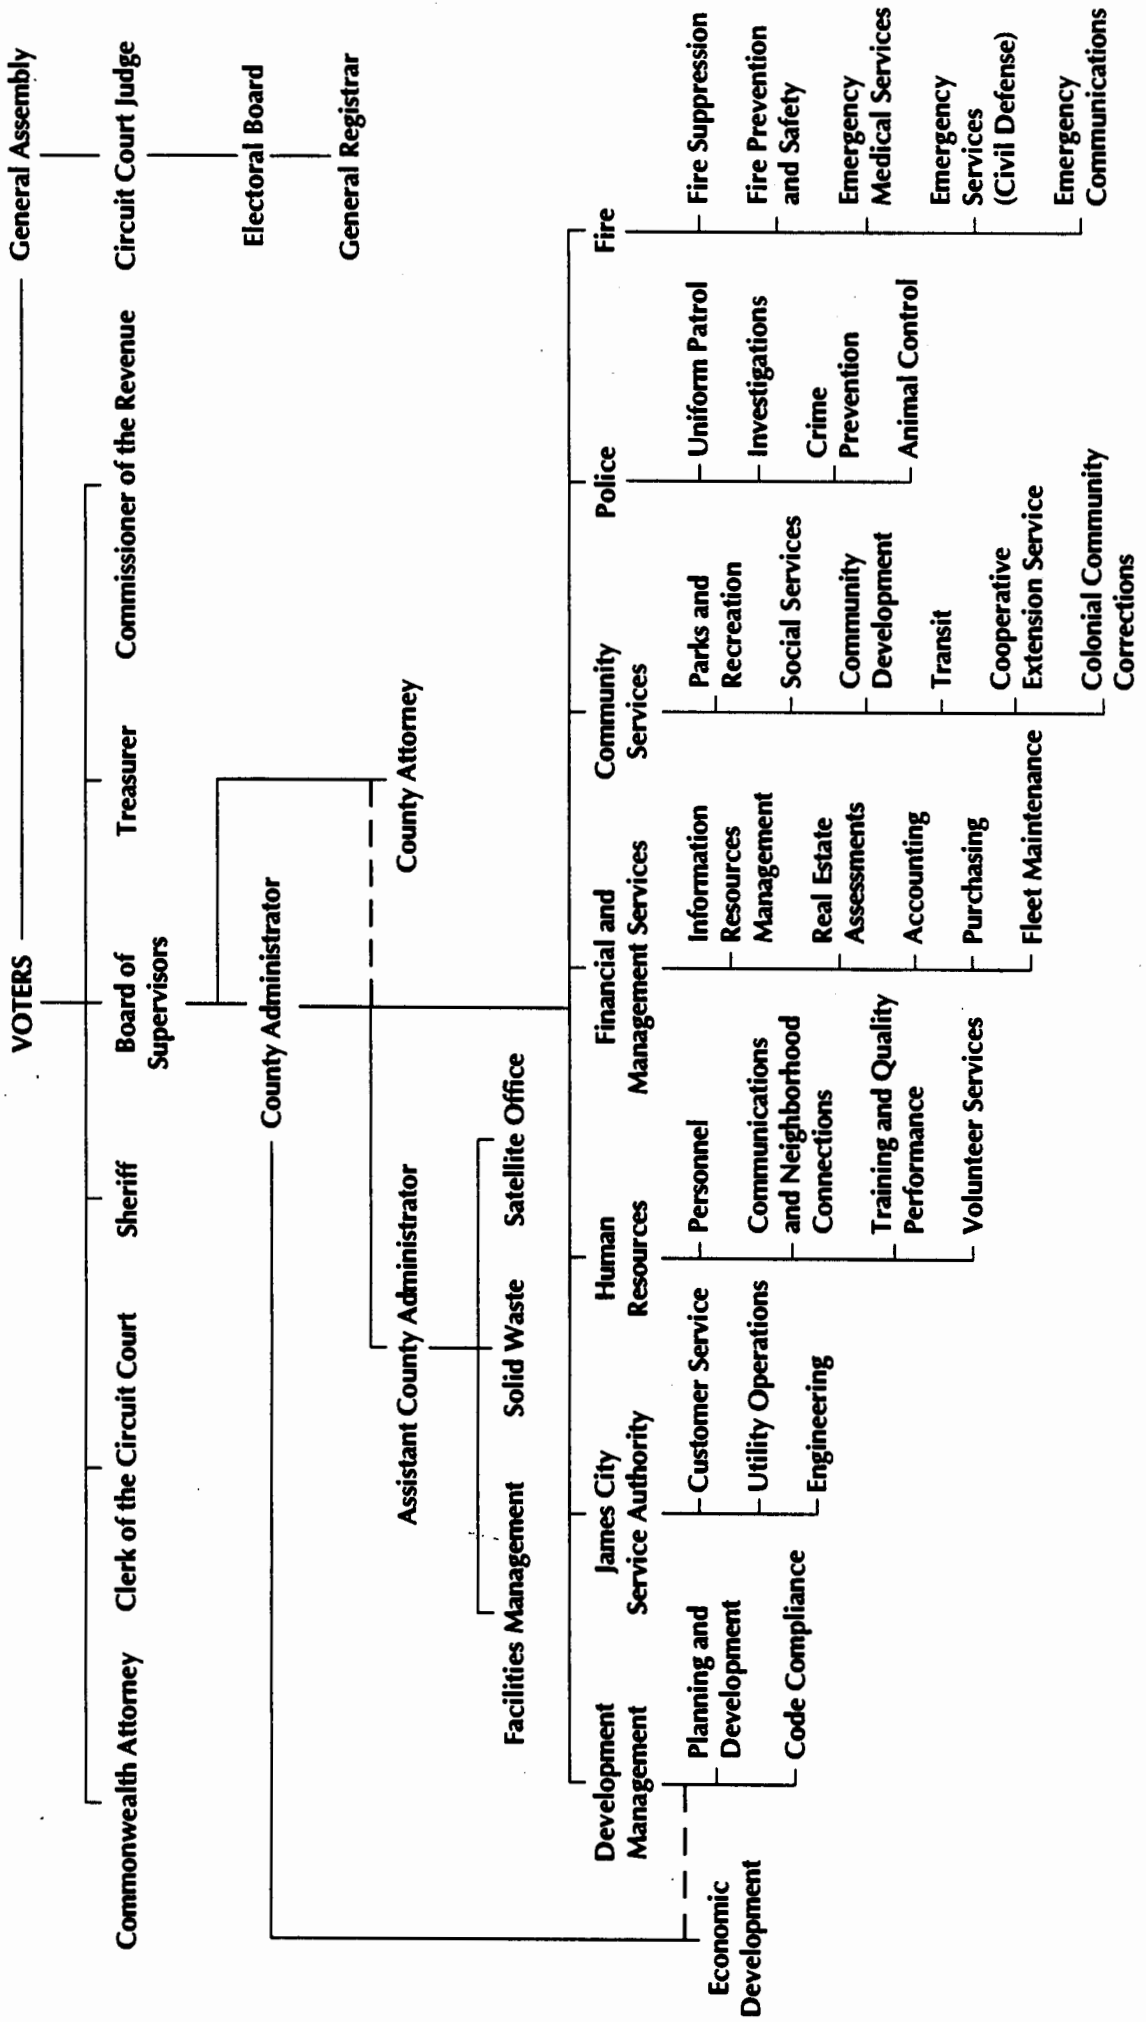 VOTERS
General Assembly
Commonwealth Attorney
Clerk of the Circuit Court
Sheriff
Board of
Supervisors
Treasurer
Commissioner of the Revenue
Circuit Court Judge
County Administrator
Electoral Board
General Registrar
Assistant County Administrator
County Attorney
Facilities Management
Solid Waste
Satellite Office
Economic
Development
Development
Management
Planning and
Development
Code Compliance
James City
Service Authority
Customer Service
Utility Operations
Engineering
Human
Resources
Personnel
Communications
and Neighborhood
Connections
Training and Quality
Performance
Volunteer Services
Financial and
Management Services
Information
Resources
Management
Real Estate
Assessments
Accounting
Purchasing
Fleet Maintenance
Community
Services
Parks and
Recreation
Social Services
Community
Development
Transit
Cooperative
Extension Service
Colonial Community
Corrections
Police
Uniform Patrol
Investigations
Crime
Prevention
Animal Control
Fire
Fire Suppression
Fire Prevention
and Safety
Emergency
Medical Services
Emergency
Services
(Civil Defense)
Emergency
Communications